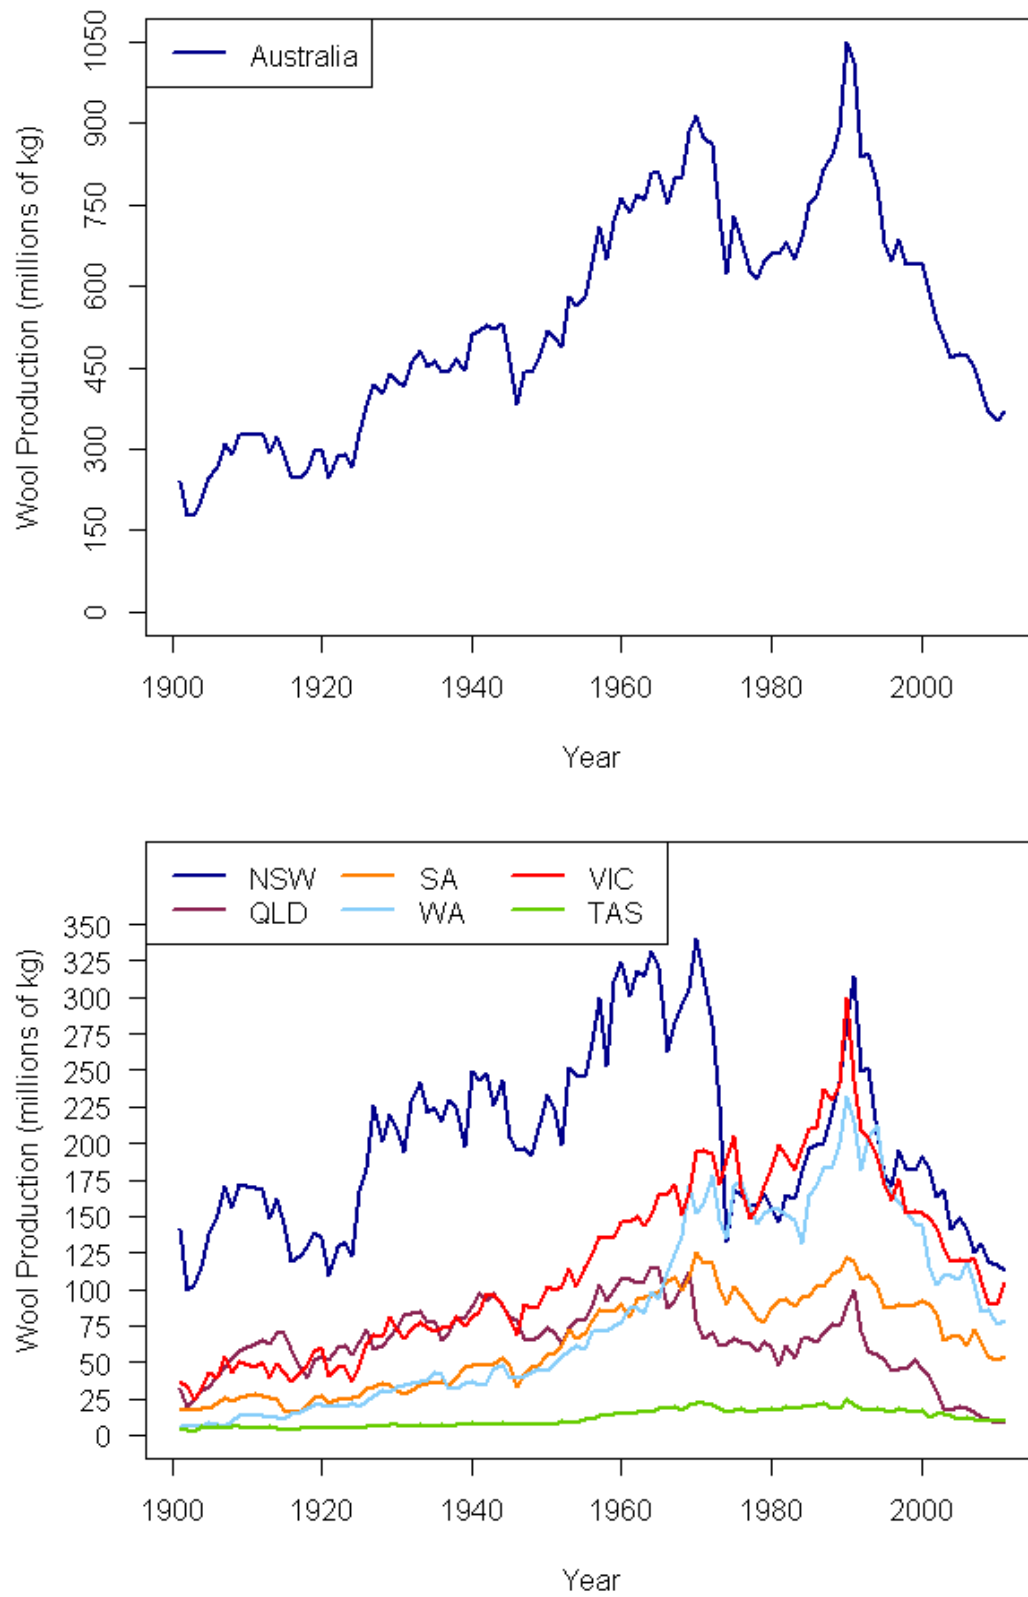 Australia
Wool Production (millions of kg)
1050
900
750
600
450
300
150
0
1900 1920 1940 1960 1980 2000
Year
NSW SA VIC
QLD WA TAS
Wool Production (millions of kg)
350
325
300
275
250
225
200
175
150
125
100
75
50
25
0
1900 1920 1940 1960 1980 2000
Year